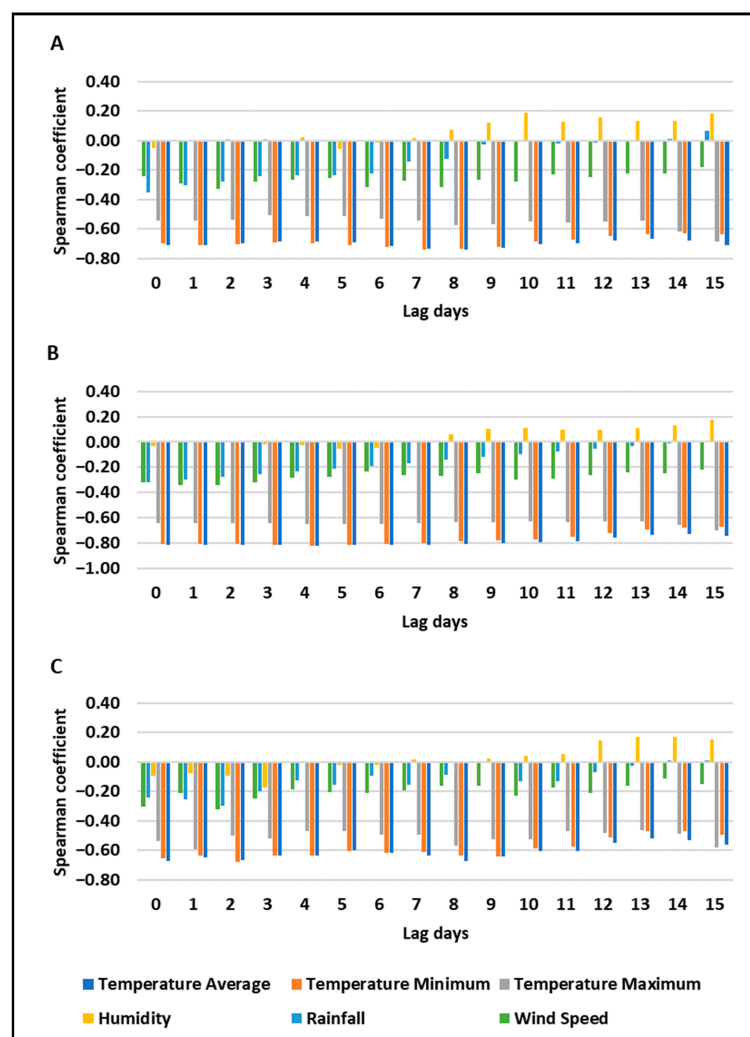 A
Spearman coefficient
0.40
0.20
0.00
−0.20
−0.40
−0.60
−0.80
0 1 2 3 4 5 6 7 8 9 10 11 12 13 14 15
Lag days
B
Spearman coefficient
0.40
0.20
0.00
−0.20
−0.40
−0.60
−0.80
−1.00
0 1 2 3 4 5 6 7 8 9 10 11 12 13 14 15
Lag days
C
Spearman coefficient
0.40
0.20
0.00
−0.20
−0.40
−0.60
−0.80
0 1 2 3 4 5 6 7 8 9 10 11 12 13 14 15
Lag days
Temperature Average Temperature Minimum Temperature Maximum
Humidity Rainfall Wind Speed